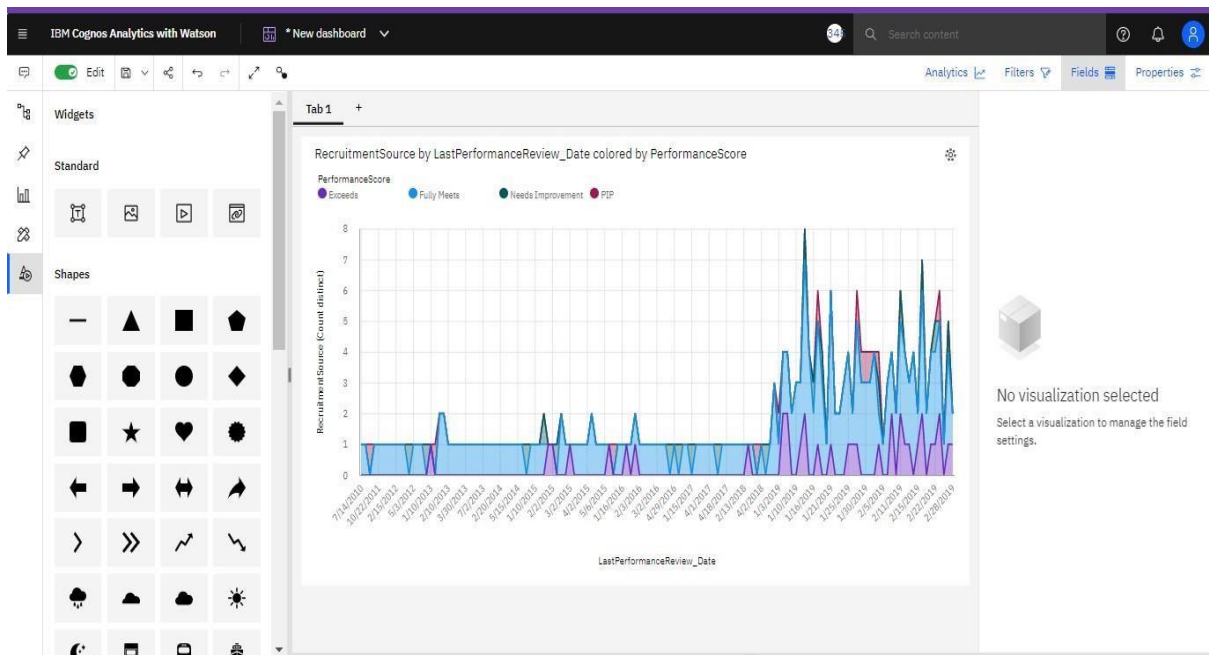 IBM Cognos Analytics with Watson
* New dashboard
Search content
Edit
Analytics
Filters
Fields
Properties
Widgets
Standard
Shapes
Tab 1 +
RecruitmentSource by LastPerformanceReview_Date colored by PerformanceScore
PerformanceScore
Exceeds Fully Meets Needs Improvement PIP
RecruitmentSource (Count distinct)
8
7
6
5
4
3
2
1
0
7/14/2010
10/22/2011
2/15/2012
5/3/2012
1/10/2013
2/10/2013
3/30/2013
7/2/2013
2/20/2014
5/15/2014
1/10/2015
2/2/2015
3/2/2015
4/2/2015
5/6/2015
1/16/2016
2/3/2016
3/2/2016
4/29/2016
1/15/2017
4/1/2017
4/18/2017
2/13/2018
4/2/2018
1/3/2019
1/10/2019
1/16/2019
1/21/2019
1/25/2019
1/30/2019
2/5/2019
2/11/2019
2/15/2019
2/22/2019
2/28/2019
LastPerformanceReview_Date
No visualization selected
Select a visualization to manage the field
settings.